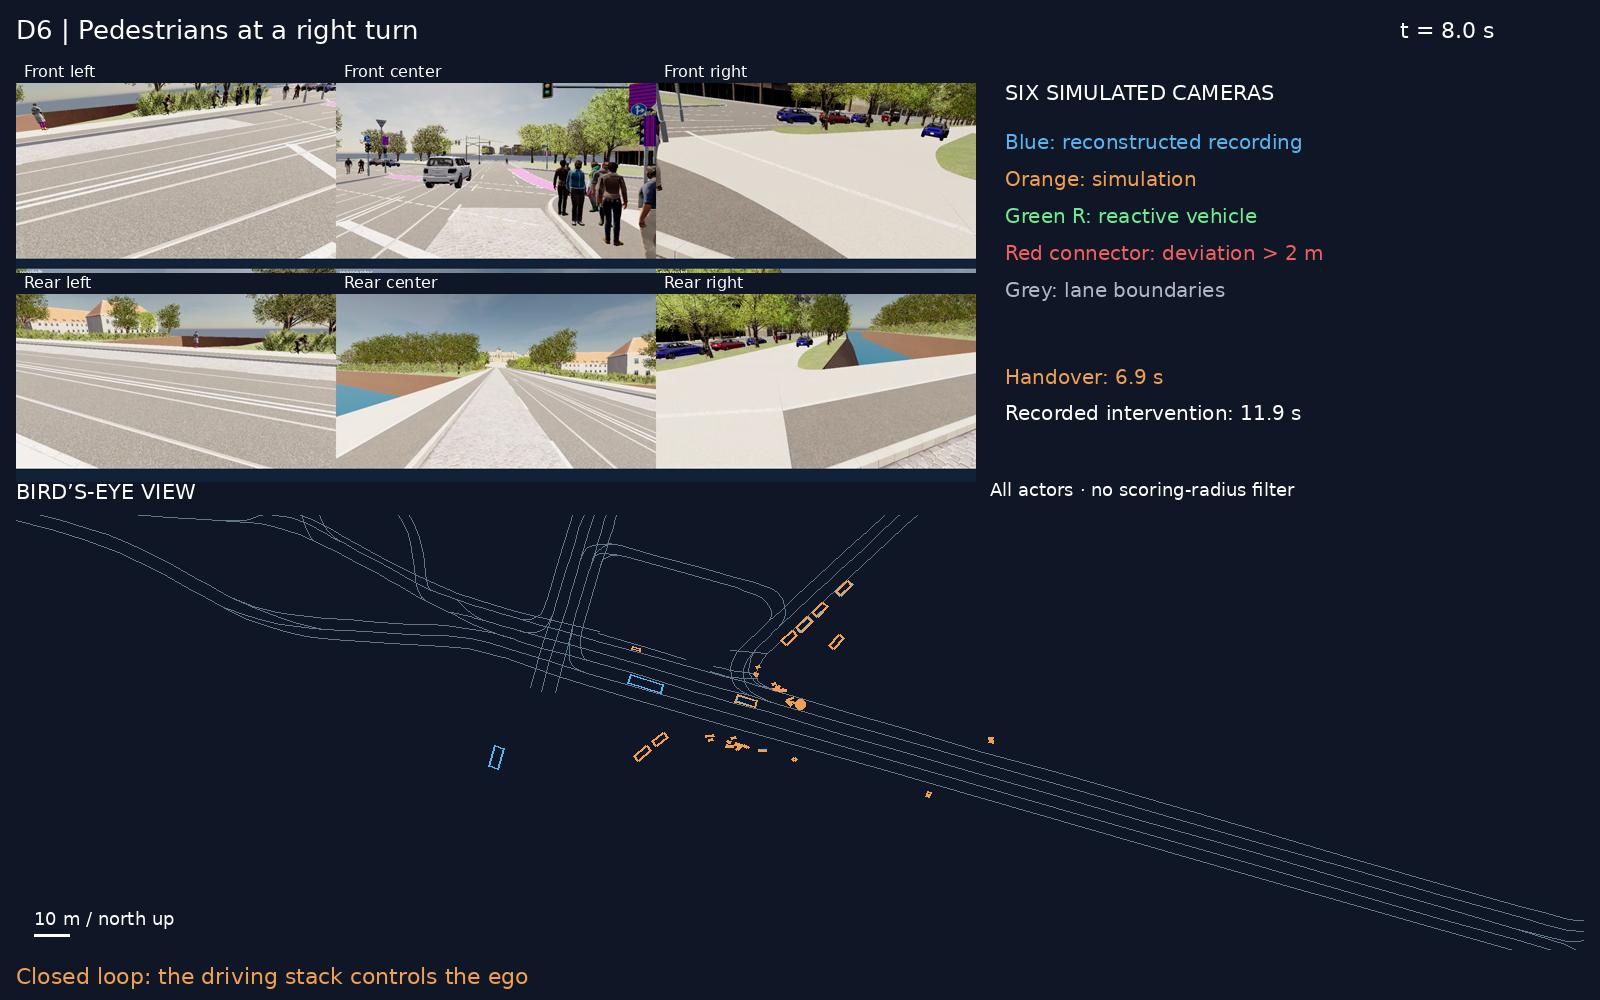 D6 | Pedestrians at a right turn
t = 8.0 s
Front left
Front center
Front right
SIX SIMULATED CAMERAS
Blue: reconstructed recording
Orange: simulation
Green R: reactive vehicle
Red connector: deviation > 2 m
Grey: lane boundaries
Rear left
Rear center
Rear right
Handover: 6.9 s
Recorded intervention: 11.9 s
BIRD’S-EYE VIEW
All actors · no scoring-radius filter
10 m / north up
Closed loop: the driving stack controls the ego